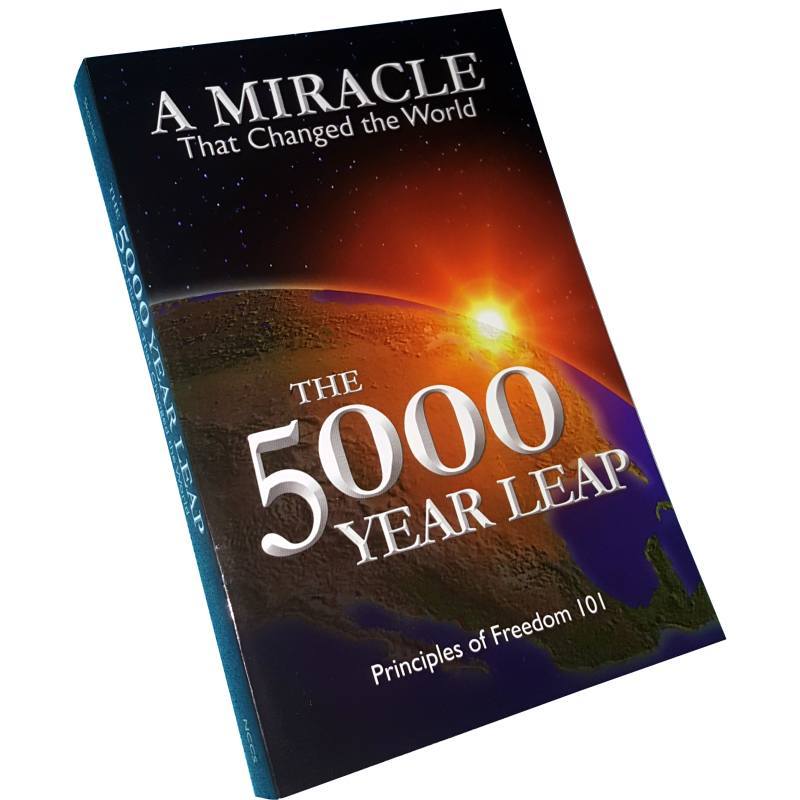 A MIRACLE
That Changed the World
THE
5000
YEAR LEAP
Principles of Freedom 101
THE 5000 YEAR LEAP
NCCS